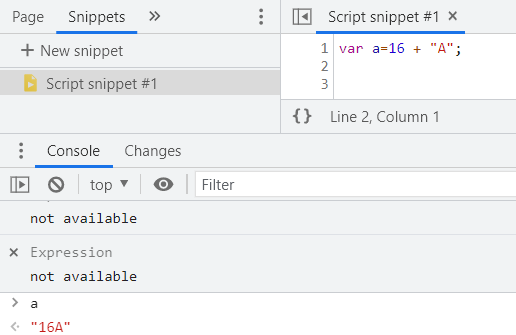 Page Snippets
+ New snippet
Script snippet #1
Script snippet #1 ×
1 var a=16 + "A";
2
3
{} Line 2, Column 1
Console Changes
top ▼ Filter
not available
× Expression
not available
> a
"16A"